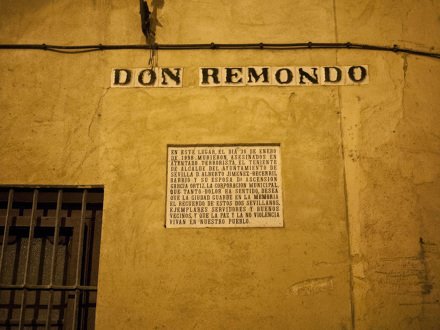 DON REMONDO
EN ESTE LUGAR, EL DIA 30 DE ENERO
DE 1998, MURIERON ASESINADOS EN
ATENTADO TERRORISTA, EL TENIENTE
DE ALCALDE DEL AYUNTAMIENTO DE
SEVILLA D. ALBERTO JIMENEZ-BECERRIL
BARRIO Y SU ESPOSA Dª ASCENSION
GARCIA ORTIZ. LA CORPORACION MUNICIPAL
QUE TANTO DOLOR HA SENTIDO, DESEA
QUE LA CIUDAD GUARDE EN LA MEMORIA
EL RECUERDO DE ESTOS DOS SEVILLANOS,
EJEMPLARES SERVIDORES Y BUENOS
VECINOS, Y QUE LA PAZ Y LA NO VIOLENCIA
VIVAN EN NUESTRO PUEBLO.